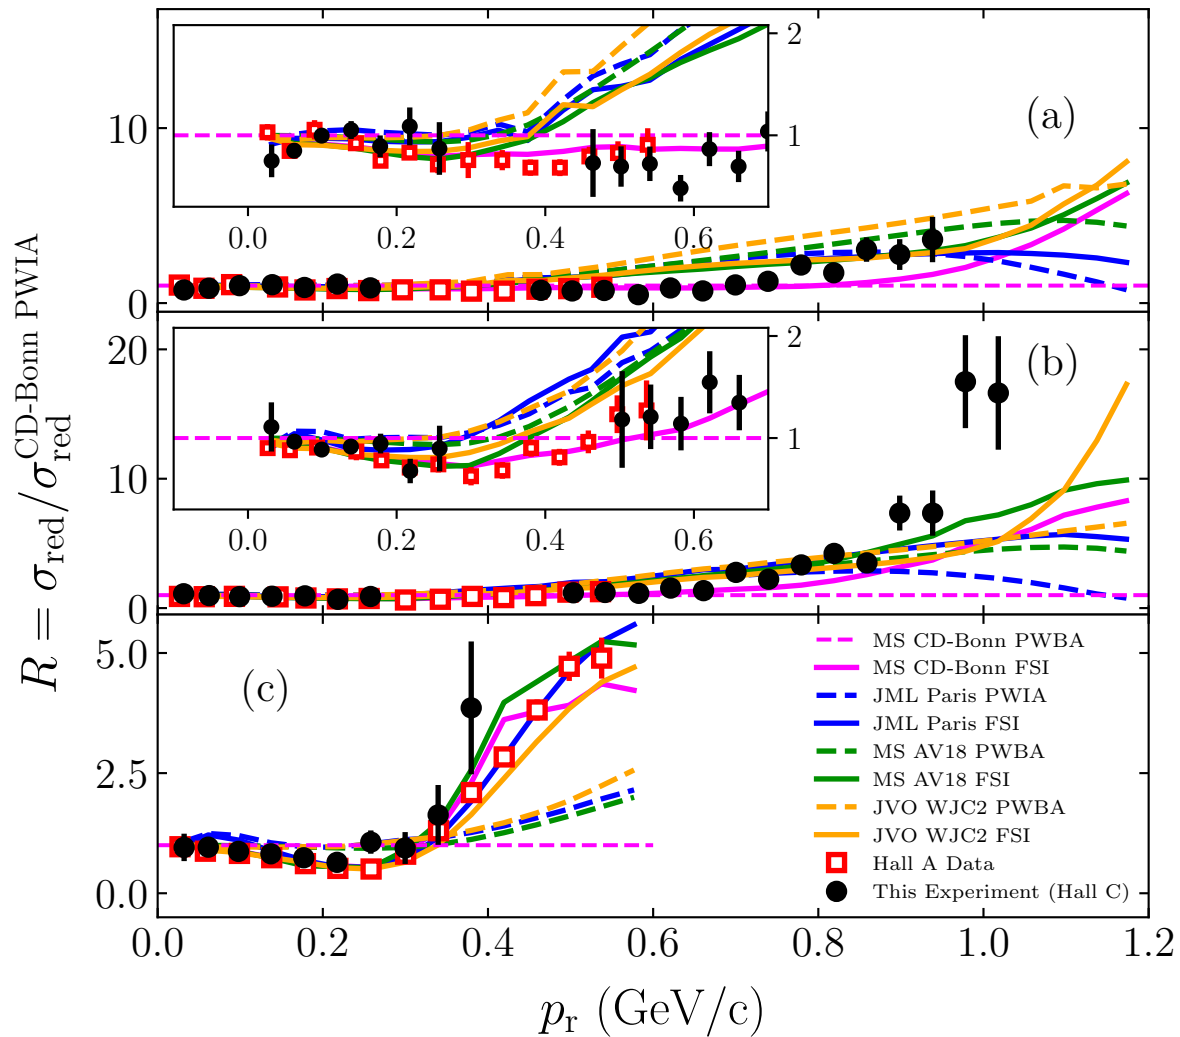 R = σred/σred^CD-Bonn PWIA
10
0
(a)
2
1
0.0 0.2 0.4 0.6
20
10
0
(b)
2
1
0.0 0.2 0.4 0.6
5.0
2.5
0.0
(c)
MS CD-Bonn PWBA
MS CD-Bonn FSI
JML Paris PWIA
JML Paris FSI
MS AV18 PWBA
MS AV18 FSI
JVO WJC2 PWBA
JVO WJC2 FSI
Hall A Data
This Experiment (Hall C)
0.0 0.2 0.4 0.6 0.8 1.0 1.2
pr (GeV/c)